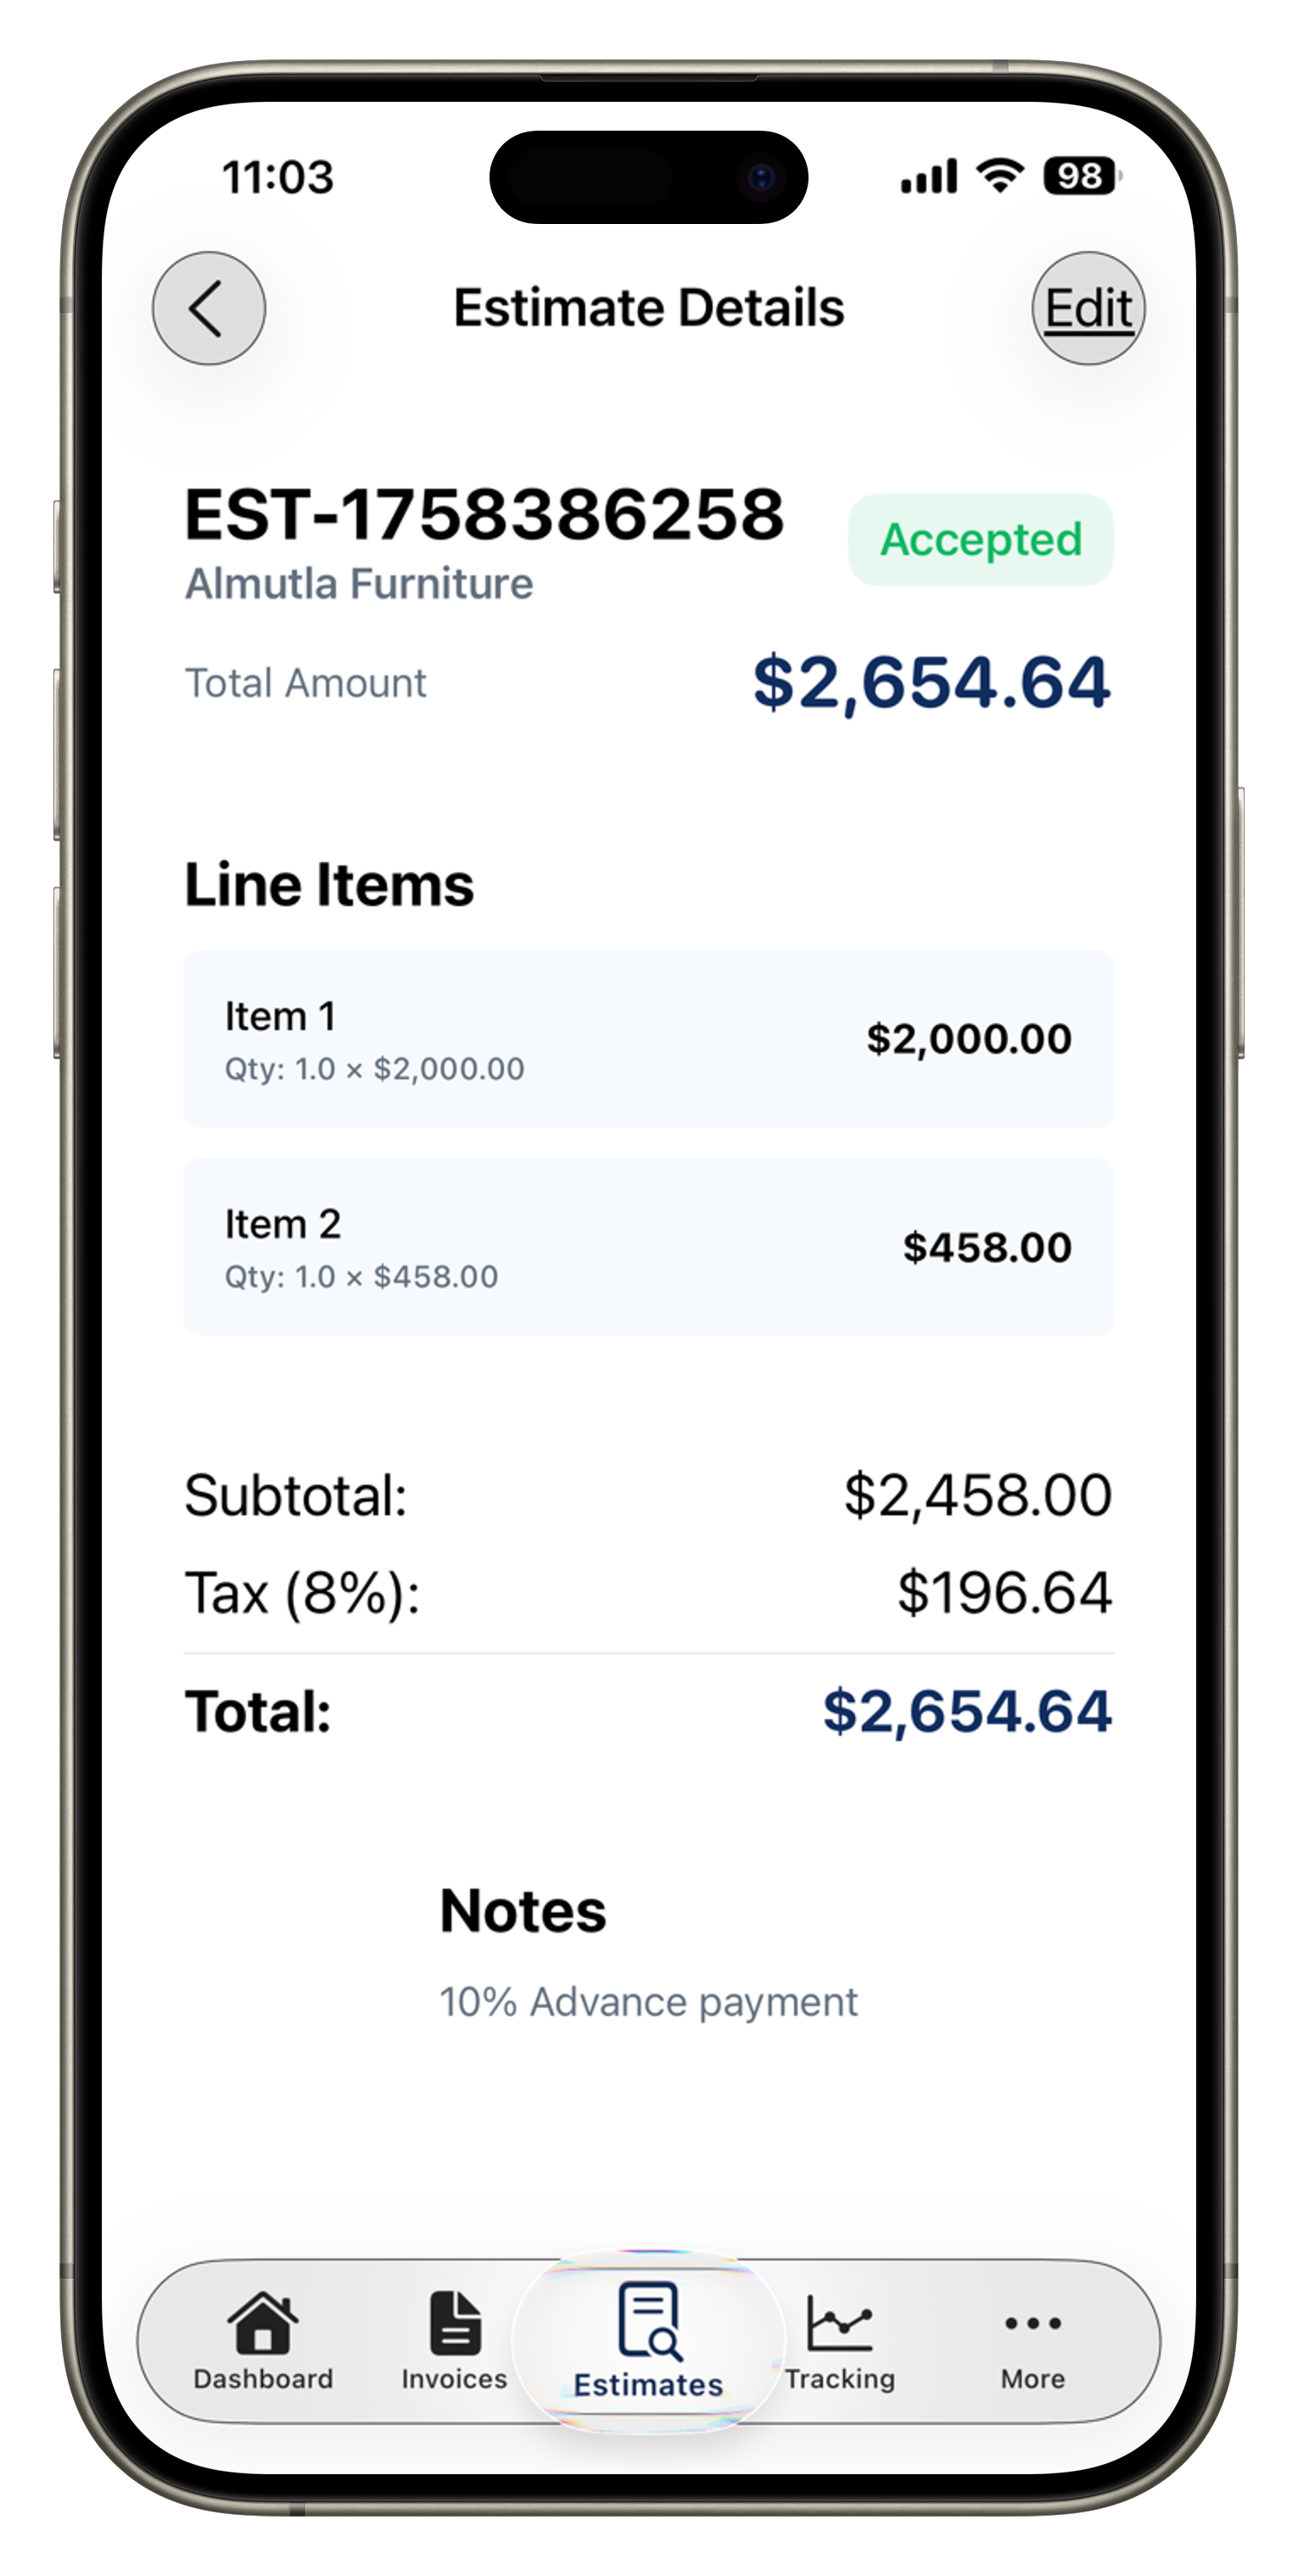 11:03
98
Estimate Details
Edit
EST-1758386258
Accepted
Almutla Furniture
Total Amount
$2,654.64
Line Items
Item 1
Qty: 1.0 × $2,000.00
$2,000.00
Item 2
Qty: 1.0 × $458.00
$458.00
Subtotal:
$2,458.00
Tax (8%):
$196.64
Total:
$2,654.64
Notes
10% Advance payment
Dashboard
Invoices
Estimates
Tracking
More